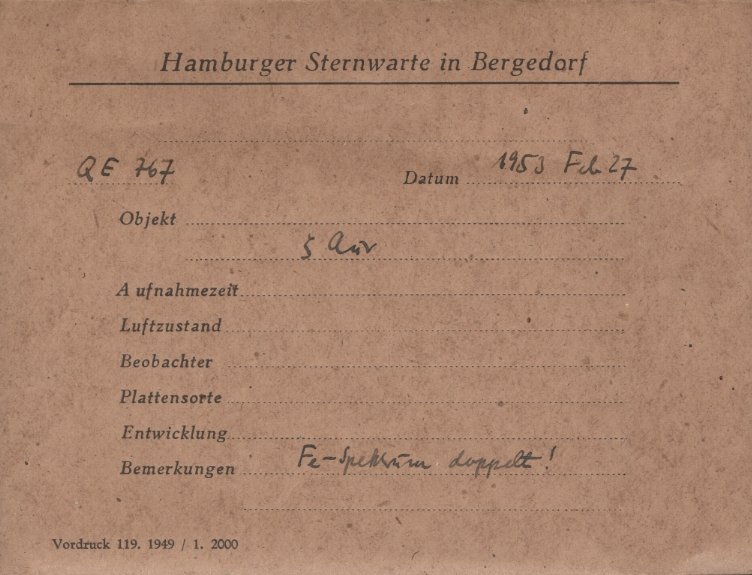 Hamburger Sternwarte in Bergedorf
QE 767 Datum 1953 Feb 27
Objekt
ζ Aur
Aufnahmezeit
Luftzustand
Beobachter
Plattensorte
Entwicklung
Bemerkungen Fe-Spektrum doppelt!
Vordruck 119. 1949 / 1. 2000